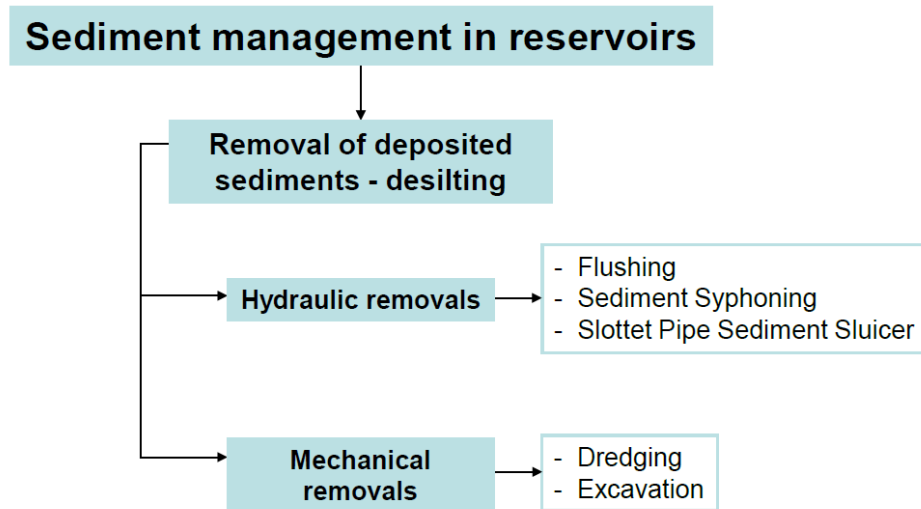 Sediment management in reservoirs
Removal of deposited
sediments - desilting
Hydraulic removals
- Flushing
- Sediment Syphoning
- Slottet Pipe Sediment Sluicer
Mechanical
removals
- Dredging
- Excavation